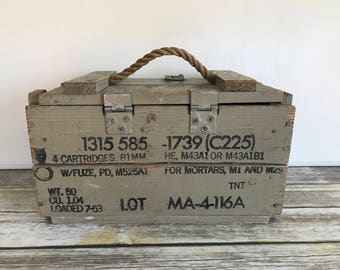 1315 585 -1739 (C225)
4 CARTRIDGES, 81MM, HE, M43A1 OR M43A1B1
W/FUZE, PD, M525A1 FOR MORTARS, M1 AND M29
TNT
WT. 50
CU. 1.04
LOADED 7-53 LOT MA-4-116A